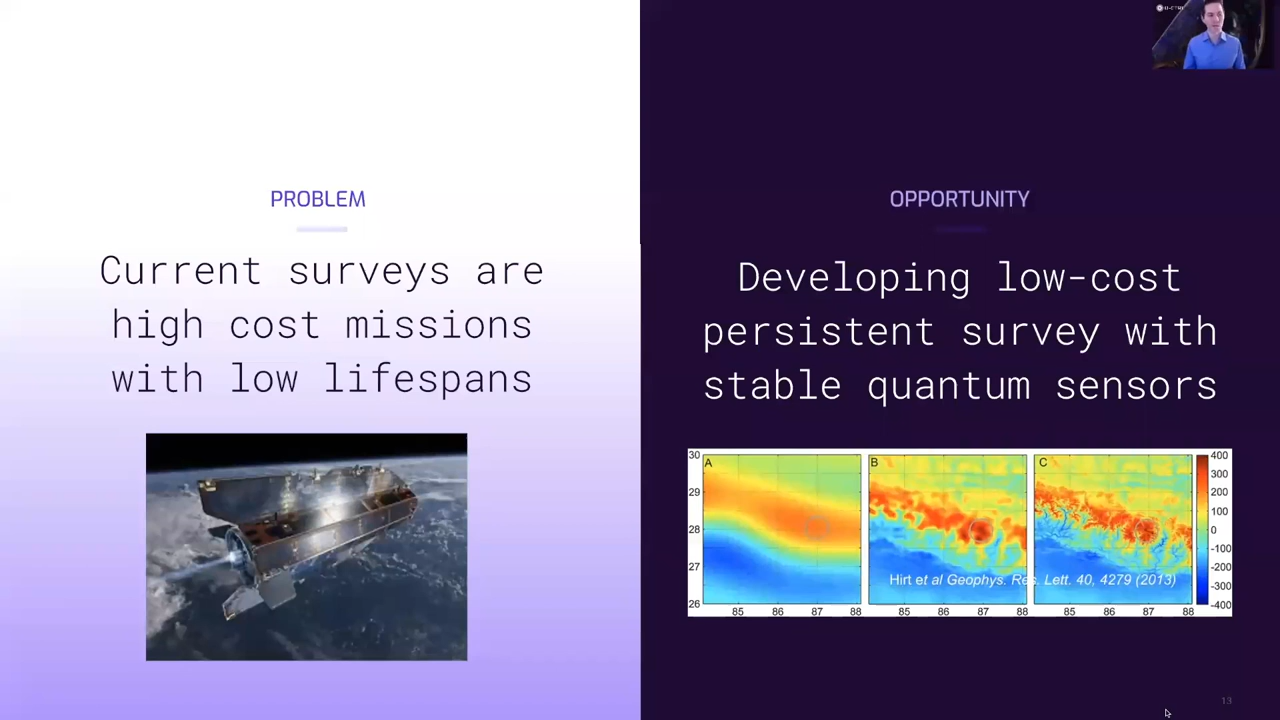 PROBLEM
Current surveys are
high cost missions
with low lifespans
OPPORTUNITY
Developing low-cost
persistent survey with
stable quantum sensors
30
29
28
27
26
A
85 86 87 88
B
85 86 87 88
C
85 86 87 88
400
300
200
100
0
-100
-200
-300
-400
Hirt et al Geophys. Res. Lett. 40, 4279 (2013)
13